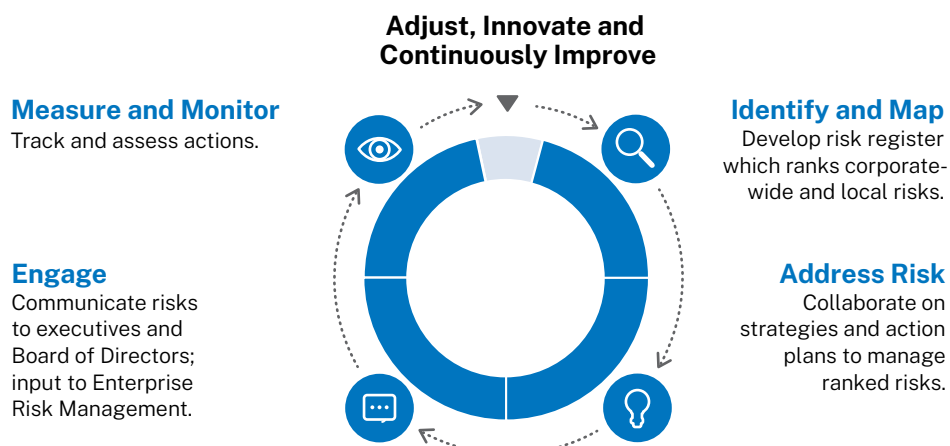 Adjust, Innovate and
Continuously Improve
Measure and Monitor
Track and assess actions.
Identify and Map
Develop risk register
which ranks corporate-
wide and local risks.
Engage
Communicate risks
to executives and
Board of Directors;
input to Enterprise
Risk Management.
Address Risk
Collaborate on
strategies and action
plans to manage
ranked risks.